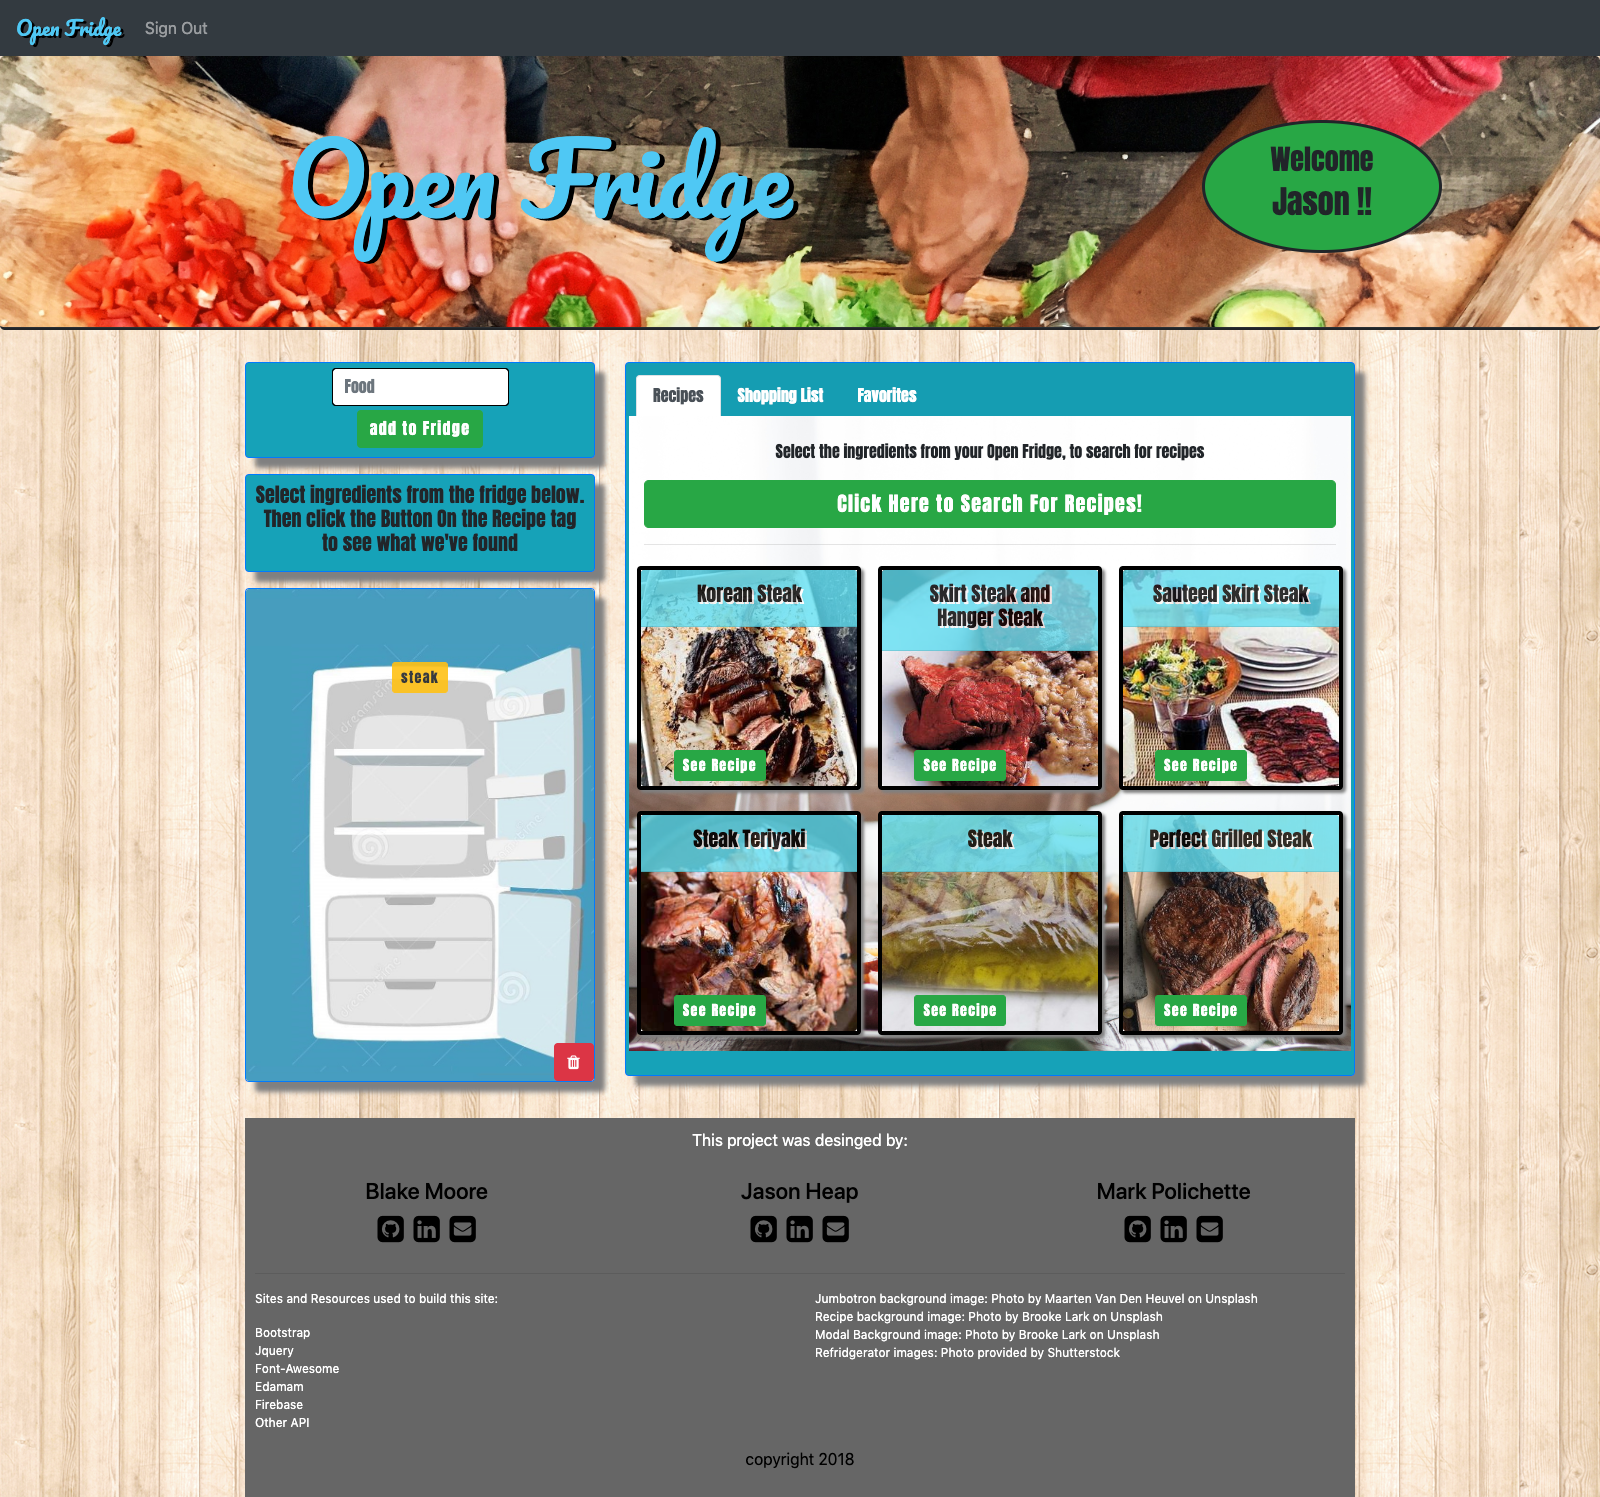 Open Fridge
Sign Out
Open Fridge
Welcome
Jason !!
Food
add to Fridge
Select ingredients from the fridge below.
Then click the Button On the Recipe tag
to see what we've found
steak
Recipes
Shopping List
Favorites
Select the ingredients from your Open Fridge, to search for recipes
Click Here to Search For Recipes!
Korean Steak
See Recipe
Skirt Steak and
Hanger Steak
See Recipe
Sauteed Skirt Steak
See Recipe
Steak Teriyaki
See Recipe
Steak
See Recipe
Perfect Grilled Steak
See Recipe
This project was desinged by:
Blake Moore
Jason Heap
Mark Polichette
Sites and Resources used to build this site:
Bootstrap
Jquery
Font-Awesome
Edamam
Firebase
Other API
Jumbotron background image: Photo by Maarten Van Den Heuvel on Unsplash
Recipe background image: Photo by Brooke Lark on Unsplash
Modal Background image: Photo by Brooke Lark on Unsplash
Refridgerator images: Photo provided by Shutterstock
copyright 2018